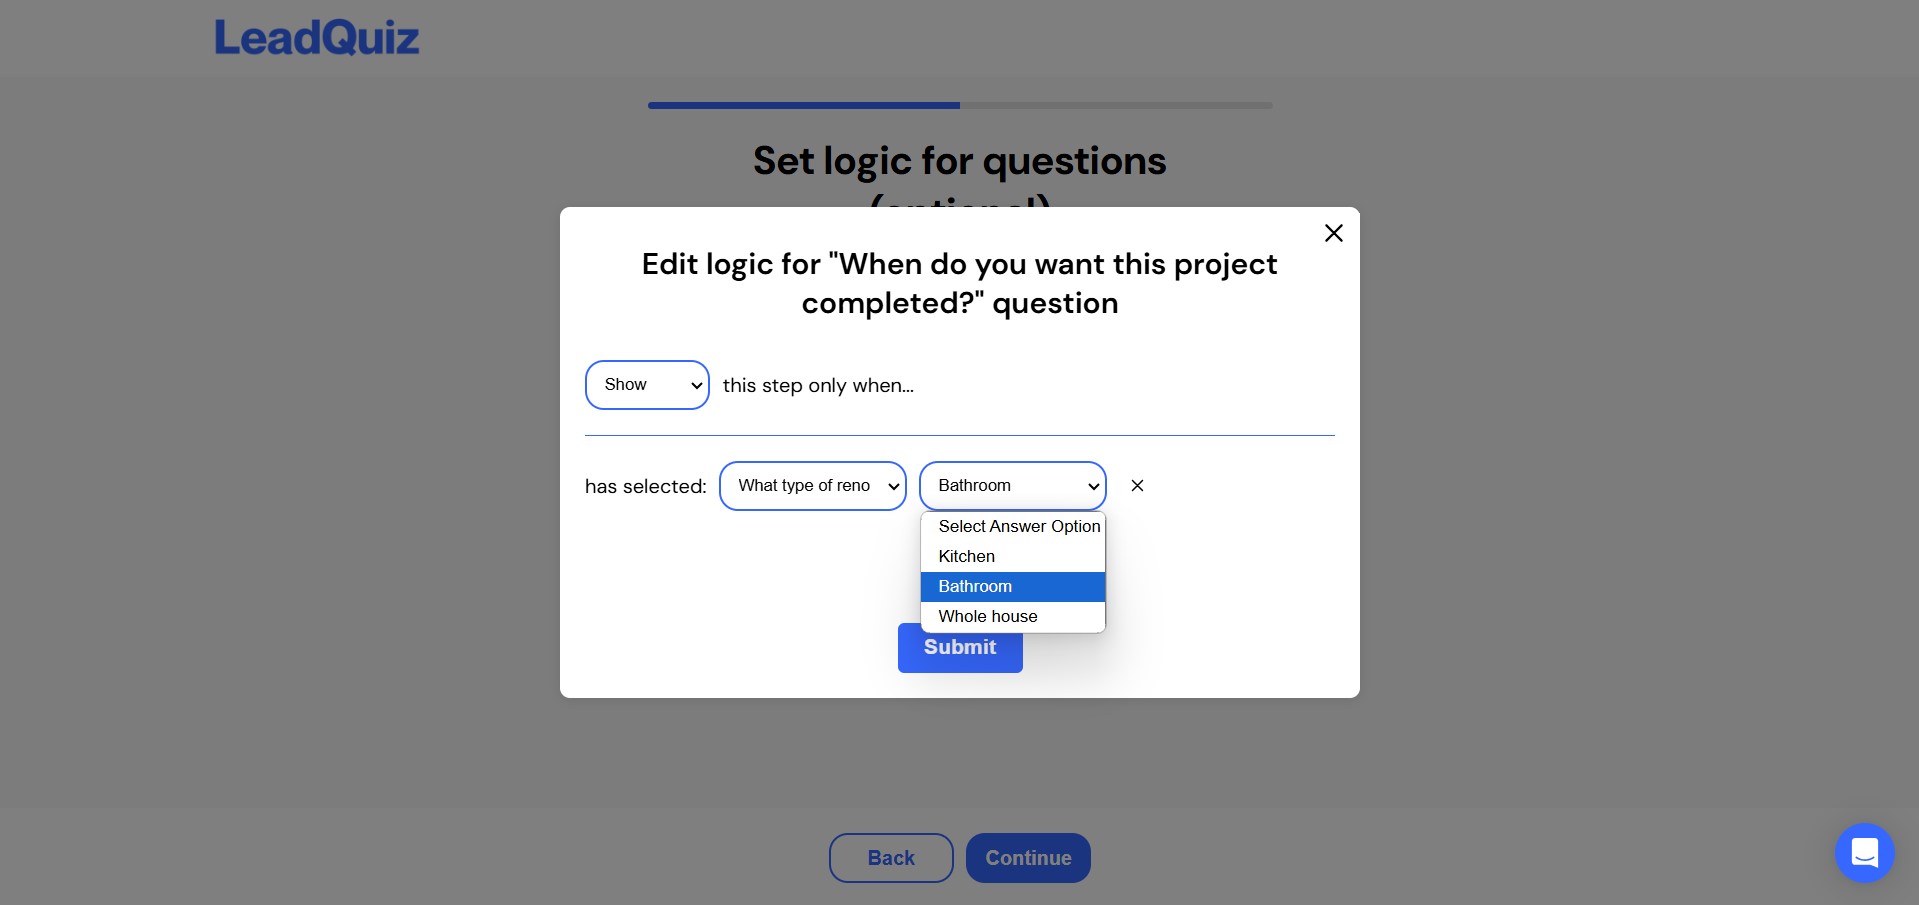 LeadQuiz
Set logic for questions
(optional)
Edit logic for "When do you want this project
completed?" question
Show this step only when...
has selected: What type of reno Bathroom
Select Answer Option
Kitchen
Bathroom
Whole house
Submit
Back Continue